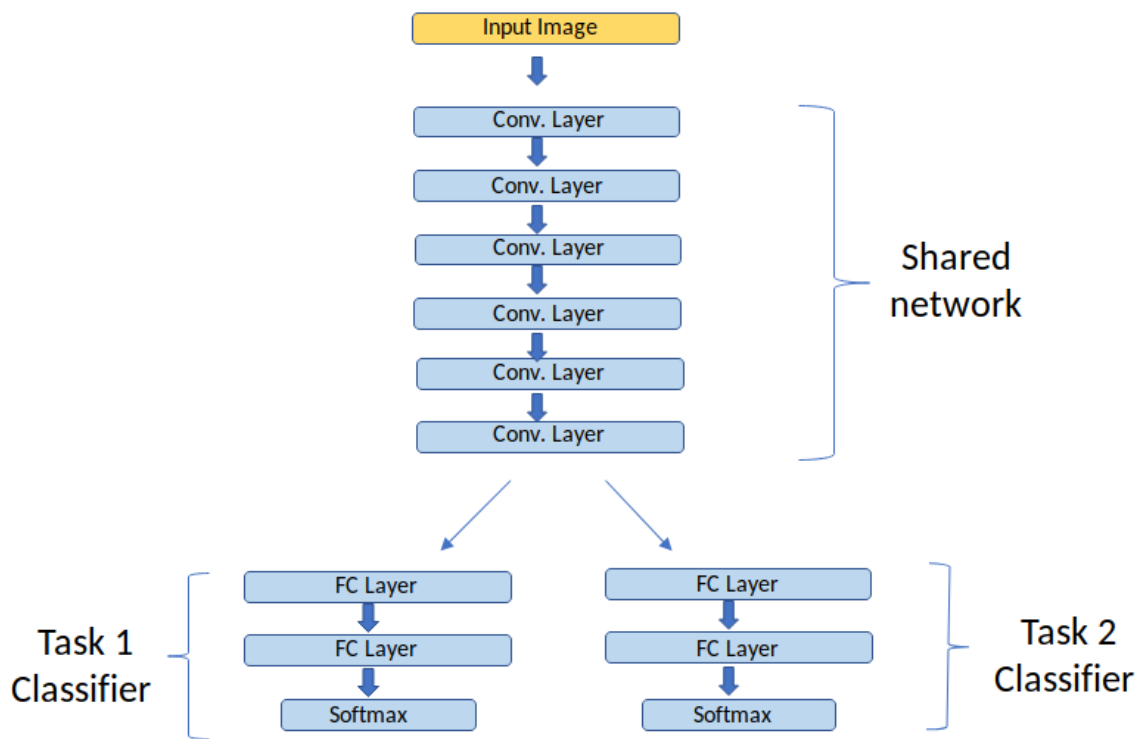 Input Image
Conv. Layer
Conv. Layer
Conv. Layer
Conv. Layer
Conv. Layer
Conv. Layer
Shared
network
Task 1
Classifier
FC Layer
FC Layer
Softmax
FC Layer
FC Layer
Softmax
Task 2
Classifier